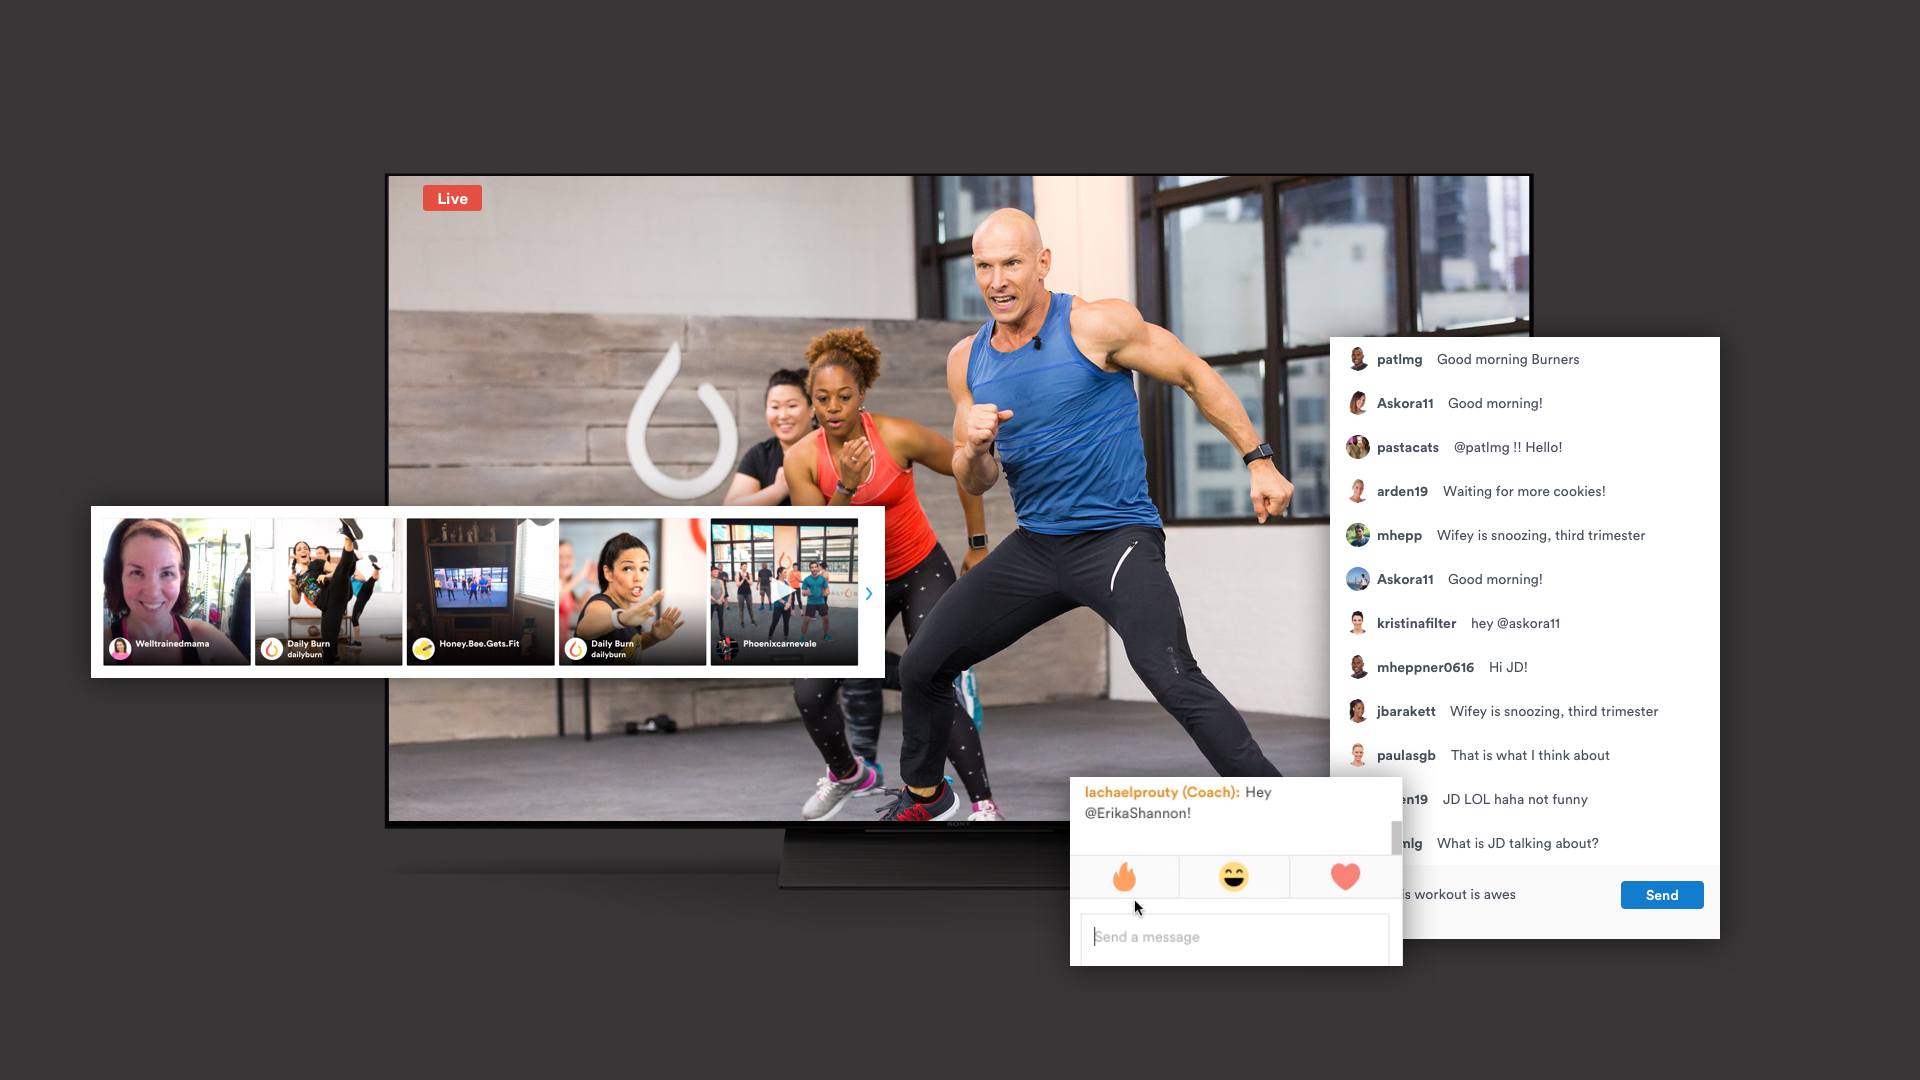 Live
patlmg Good morning Burners
Askora11 Good morning!
pastacats @patlmg !! Hello!
arden19 Waiting for more cookies!
mhepp Wifey is snoozing, third trimester
Askora11 Good morning!
kristinafilter hey @askora11
mheppner0616 Hi JD!
jbarakett Wifey is snoozing, third trimester
paulasgb That is what I think about
en19 JD LOL haha not funny
mlg What is JD talking about?
is workout is awes
Send
Welltrainedmama
Daily Burn
dailyburn
Honey.Bee.Gets.Fit
Daily Burn
dailyburn
Phoenixcarnevale
SONY
lachaelprouty (Coach): Hey
@ErikaShannon!
Send a message